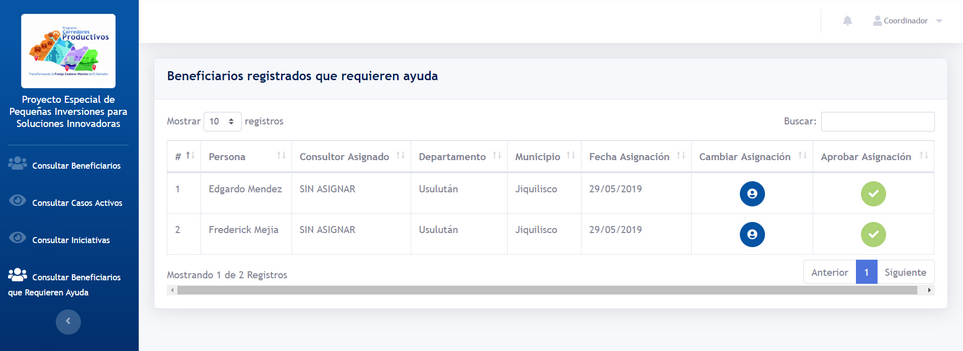 Programa
Corredores
Productivos
Transformando la Franja Costero Marina de El Salvador
Proyecto Especial de
Pequeñas Inversiones para
Soluciones Innovadoras
Consultar Beneficiarios
Consultar Casos Activos
Consultar Iniciativas
Consultar Beneficiarios
que Requieren Ayuda
Coordinador
Beneficiarios registrados que requieren ayuda
Mostrar 10 registros
Buscar:
# Persona Consultor Asignado Departamento Municipio Fecha Asignación Cambiar Asignación Aprobar Asignación
1 Edgardo Mendez SIN ASIGNAR Usulután Jiquilisco 29/05/2019
2 Frederick Mejia SIN ASIGNAR Usulután Jiquilisco 29/05/2019
Mostrando 1 de 2 Registros
Anterior 1 Siguiente